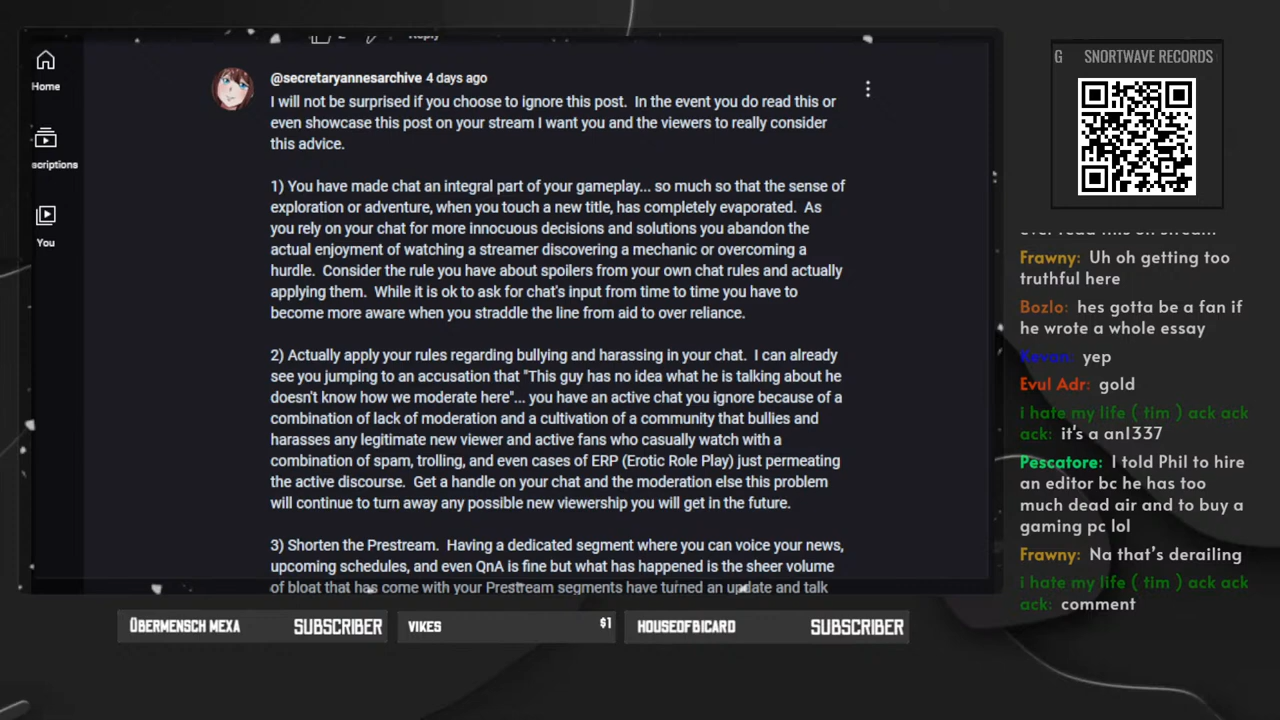 Reply
@secretaryannesarchive 4 days ago
I will not be surprised if you choose to ignore this post. In the event you do read this or
even showcase this post on your stream I want you and the viewers to really consider
this advice.
1) You have made chat an integral part of your gameplay... so much so that the sense of
exploration or adventure, when you touch a new title, has completely evaporated. As
you rely on your chat for more innocuous decisions and solutions you abandon the
actual enjoyment of watching a streamer discovering a mechanic or overcoming a
hurdle. Consider the rule you have about spoilers from your own chat rules and actually
applying them. While it is ok to ask for chat's input from time to time you have to
become more aware when you straddle the line from aid to over reliance.
2) Actually apply your rules regarding bullying and harassing in your chat. I can already
see you jumping to an accusation that "This guy has no idea what he is talking about he
doesn't know how we moderate here"... you have an active chat you ignore because of a
combination of lack of moderation and a cultivation of a community that bullies and
harasses any legitimate new viewer and active fans who casually watch with a
combination of spam, trolling, and even cases of ERP (Erotic Role Play) just permeating
the active discourse. Get a handle on your chat and the moderation else this problem
will continue to turn away any possible new viewership you will get in the future.
3) Shorten the Prestream. Having a dedicated segment where you can voice your news,
upcoming schedules, and even QnA is fine but what has happened is the sheer volume
of bloat that has come with your Prestream segments have turned an update and talk
Home
scriptions
You
G SNORTWAVE RECORDS
ever read this on stream
Frawny: Uh oh getting too
truthful here
Bozlo: hes gotta be a fan if
he wrote a whole essay
Kevan: yep
Evul Adr: gold
i hate my life ( tim ) ack ack
ack: it's a anl337
Pescatore: I told Phil to hire
an editor bc he has too
much dead air and to buy a
gaming pc lol
Frawny: Na that's derailing
i hate my life ( tim ) ack ack
ack: comment
ÜBERMENSCH MEXA SUBSCRIBER
VIKES $1
HOUSEOFBICARD SUBSCRIBER